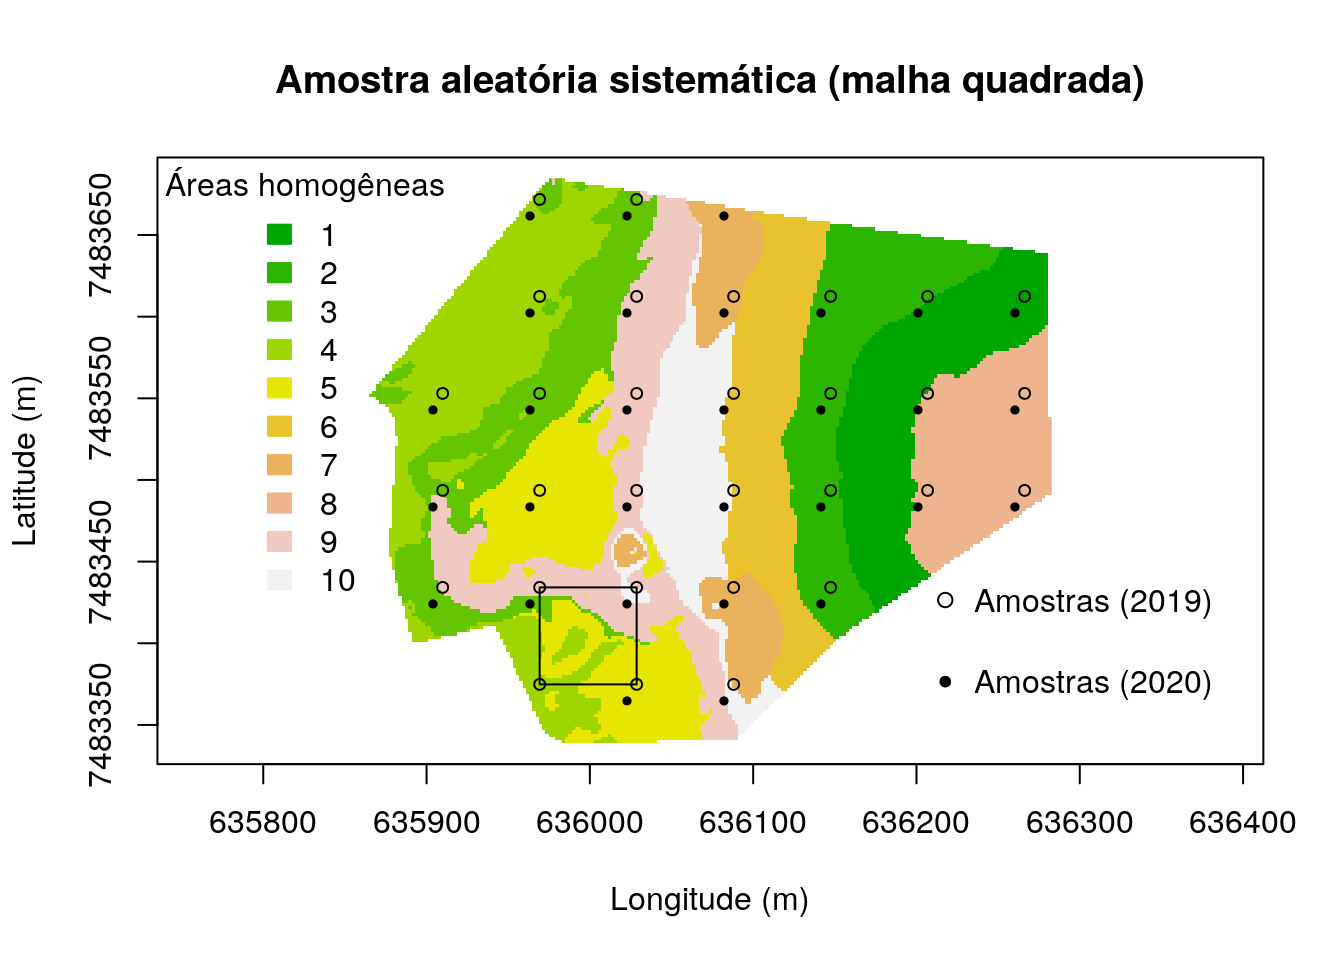 Amostra aleatória sistemática (malha quadrada)
Áreas homogêneas
1
2
3
4
5
6
7
8
9
10
Amostras (2019)
Amostras (2020)
Latitude (m)
7483650
7483550
7483450
7483350
635800 635900 636000 636100 636200 636300 636400
Longitude (m)